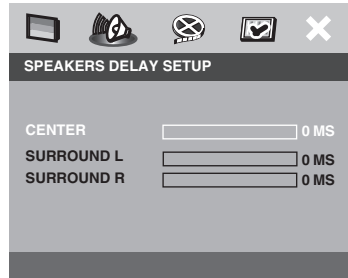 SPEAKERS DELAY SETUP
CENTER 0 MS
SURROUND L 0 MS
SURROUND R 0 MS